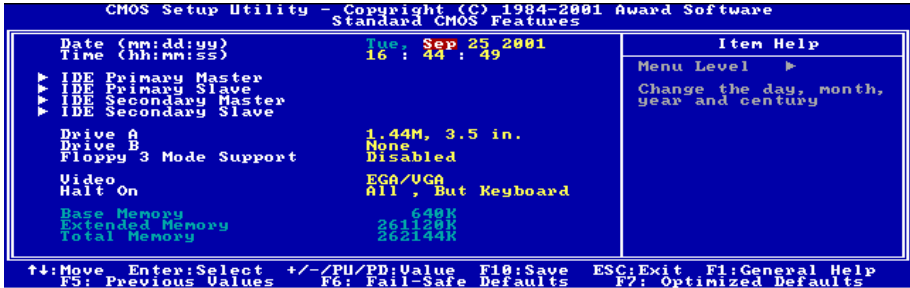 CMOS Setup Utility - Copyright (C) 1984-2001 Award Software
Standard CMOS Features
Date (mm:dd:yy) Tue, Sep 25 2001
Time (hh:mm:ss) 16 : 44 : 49
► IDE Primary Master
► IDE Primary Slave
► IDE Secondary Master
► IDE Secondary Slave
Drive A 1.44M, 3.5 in.
Drive B None
Floppy 3 Mode Support Disabled
Video EGA/VGA
Halt On All , But Keyboard
Base Memory 640K
Extended Memory 261120K
Total Memory 262144K
Item Help
Menu Level ►
Change the day, month,
year and century
↑↓:Move Enter:Select +/-/PU/PD:Value F10:Save ESC:Exit F1:General Help
F5: Previous Values F6: Fail-Safe Defaults F7: Optimized Defaults